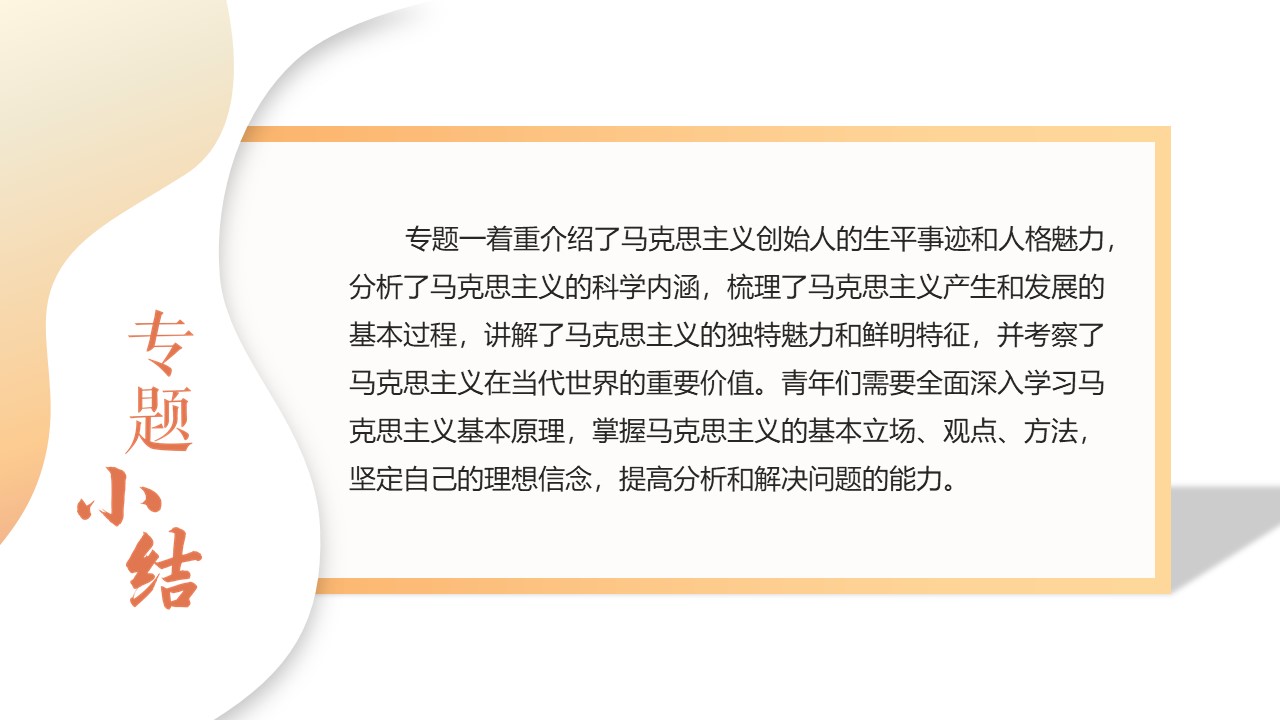 专题
小结
专题一着重介绍了马克思主义创始人的生平事迹和人格魅力，
分析了马克思主义的科学内涵，梳理了马克思主义产生和发展的
基本过程，讲解了马克思主义的独特魅力和鲜明特征，并考察了
马克思主义在当代世界的重要价值。青年们需要全面深入学习马
克思主义基本原理，掌握马克思主义的基本立场、观点、方法，
坚定自己的理想信念，提高分析和解决问题的能力。